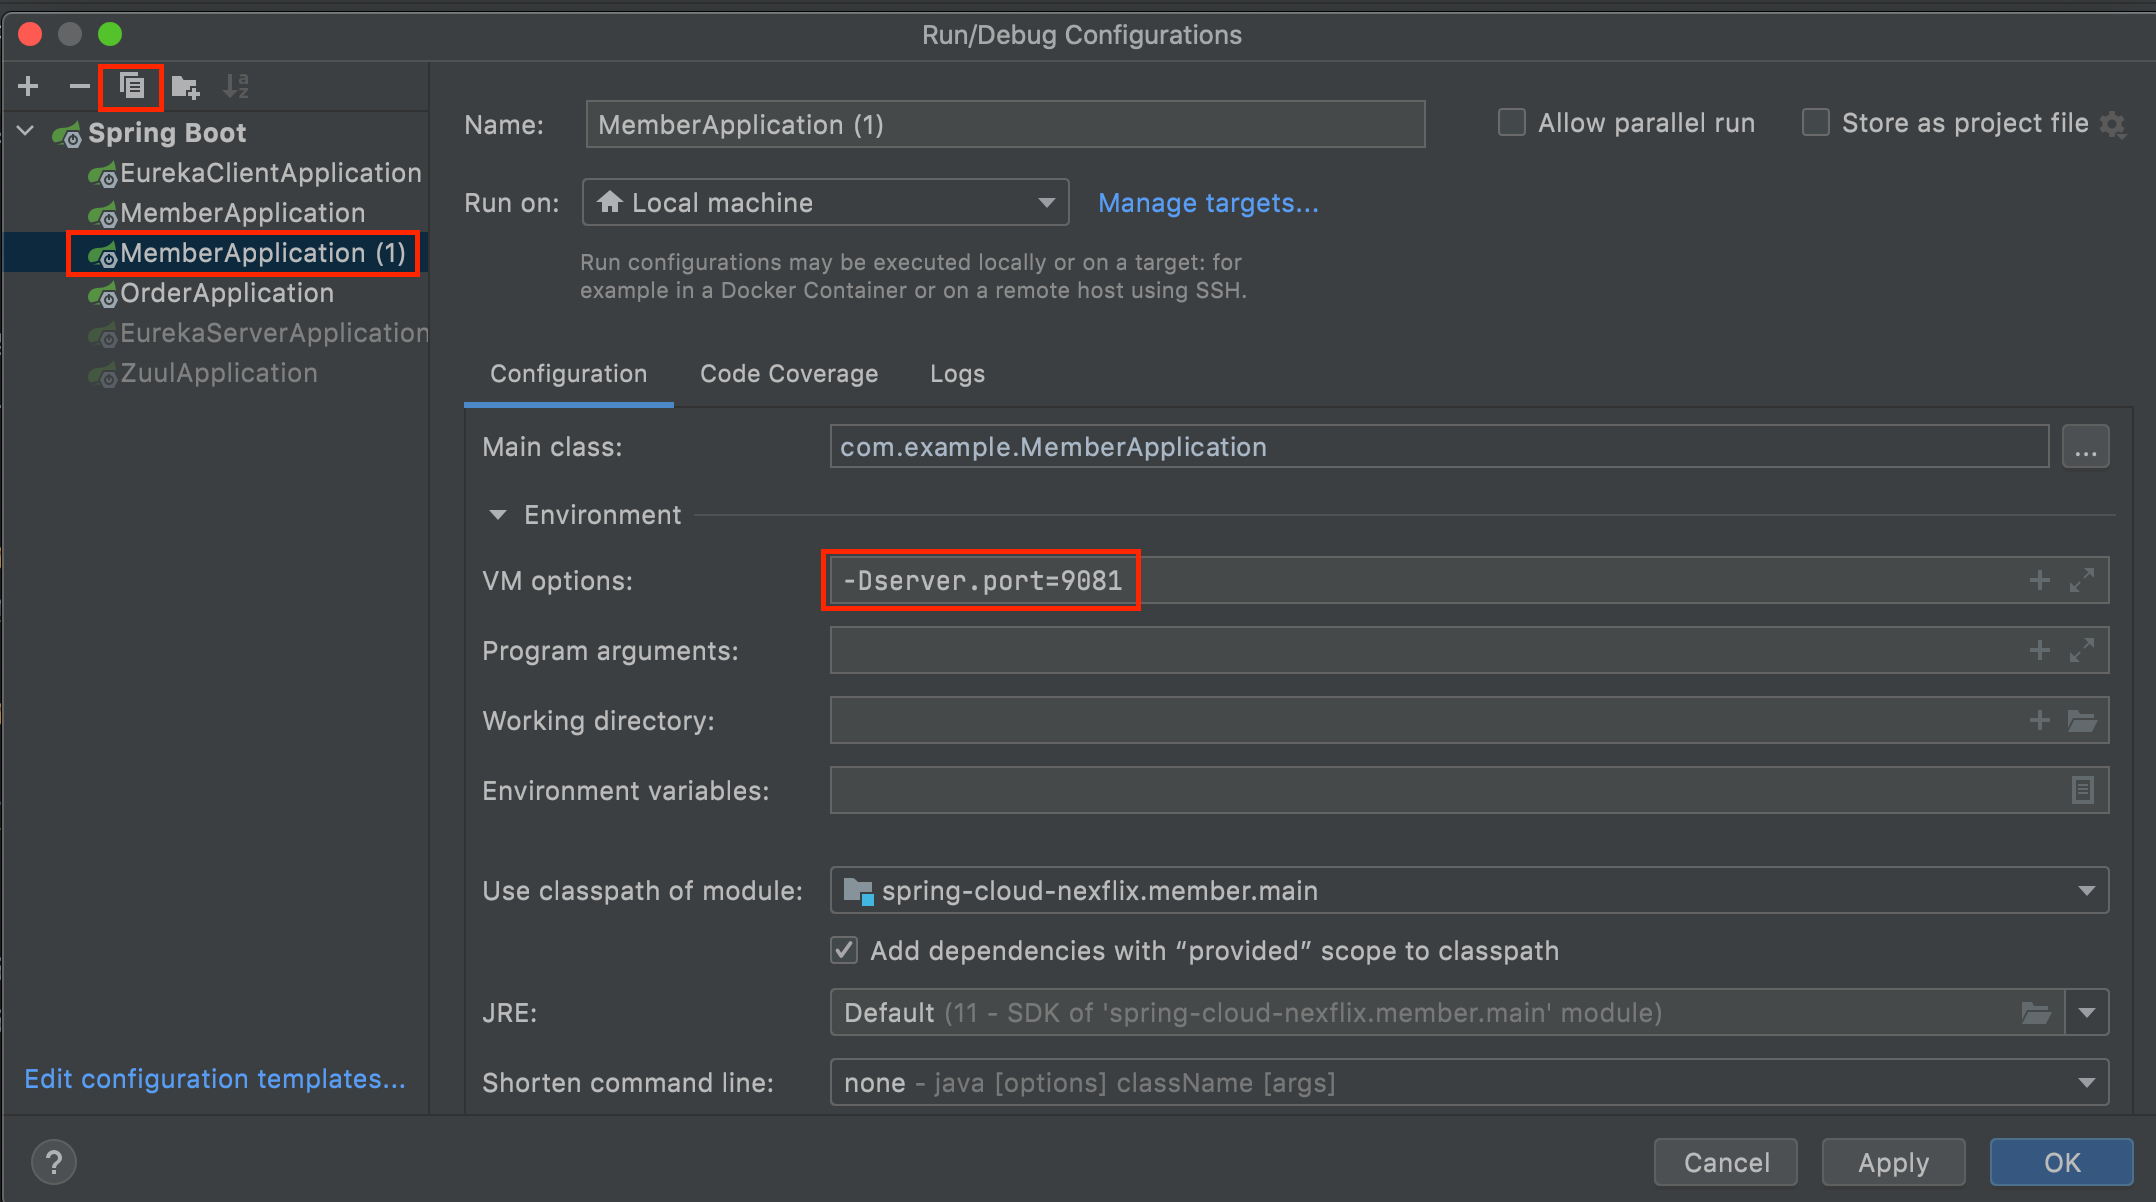 Run/Debug Configurations
Spring Boot
EurekaClientApplication
MemberApplication
MemberApplication (1)
OrderApplication
EurekaServerApplication
ZuulApplication
Edit configuration templates...
Name: MemberApplication (1) Allow parallel run Store as project file
Run on: Local machine Manage targets...
Run configurations may be executed locally or on a target: for
example in a Docker Container or on a remote host using SSH.
Configuration Code Coverage Logs
Main class: com.example.MemberApplication ...
Environment
VM options: -Dserver.port=9081
Program arguments:
Working directory:
Environment variables:
Use classpath of module: spring-cloud-nexflix.member.main
Add dependencies with “provided” scope to classpath
JRE: Default (11 - SDK of 'spring-cloud-nexflix.member.main' module)
Shorten command line: none - java [options] className [args]
? Cancel Apply OK